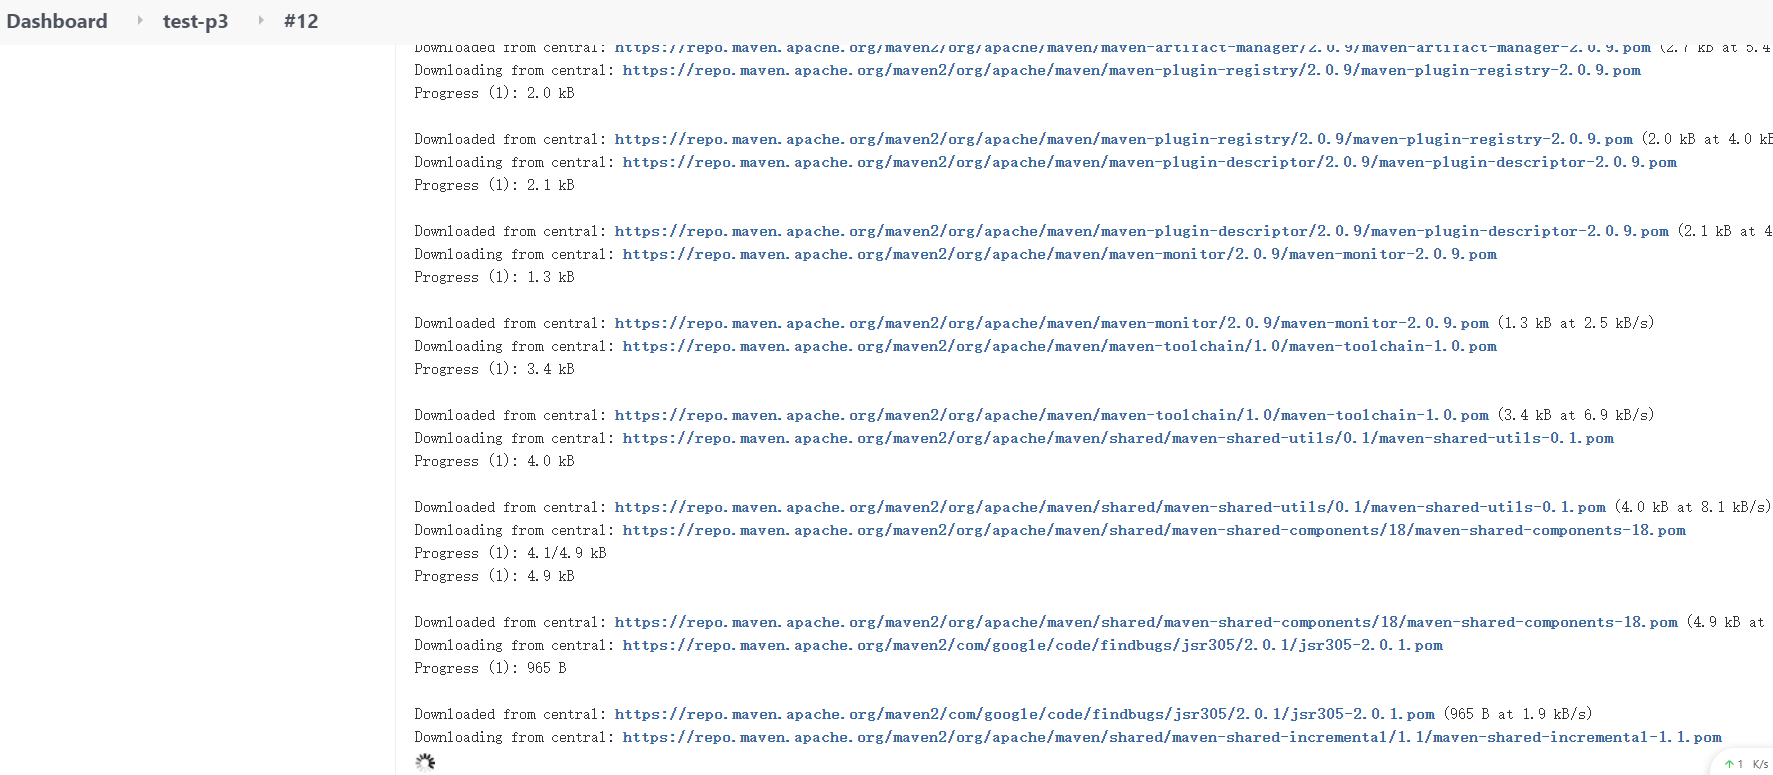 Dashboard test-p3 #12
Downloaded from central: https://repo.maven.apache.org/maven2/org/apache/maven/maven-artifact-manager/2.0.9/maven-artifact-manager-2.0.9.pom (2.7 kB at 5.4
Downloading from central: https://repo.maven.apache.org/maven2/org/apache/maven/maven-plugin-registry/2.0.9/maven-plugin-registry-2.0.9.pom
Progress (1): 2.0 kB
Downloaded from central: https://repo.maven.apache.org/maven2/org/apache/maven/maven-plugin-registry/2.0.9/maven-plugin-registry-2.0.9.pom (2.0 kB at 4.0 kB
Downloading from central: https://repo.maven.apache.org/maven2/org/apache/maven/maven-plugin-descriptor/2.0.9/maven-plugin-descriptor-2.0.9.pom
Progress (1): 2.1 kB
Downloaded from central: https://repo.maven.apache.org/maven2/org/apache/maven/maven-plugin-descriptor/2.0.9/maven-plugin-descriptor-2.0.9.pom (2.1 kB at 4
Downloading from central: https://repo.maven.apache.org/maven2/org/apache/maven/maven-monitor/2.0.9/maven-monitor-2.0.9.pom
Progress (1): 1.3 kB
Downloaded from central: https://repo.maven.apache.org/maven2/org/apache/maven/maven-monitor/2.0.9/maven-monitor-2.0.9.pom (1.3 kB at 2.5 kB/s)
Downloading from central: https://repo.maven.apache.org/maven2/org/apache/maven/maven-toolchain/1.0/maven-toolchain-1.0.pom
Progress (1): 3.4 kB
Downloaded from central: https://repo.maven.apache.org/maven2/org/apache/maven/maven-toolchain/1.0/maven-toolchain-1.0.pom (3.4 kB at 6.9 kB/s)
Downloading from central: https://repo.maven.apache.org/maven2/org/apache/maven/shared/maven-shared-utils/0.1/maven-shared-utils-0.1.pom
Progress (1): 4.0 kB
Downloaded from central: https://repo.maven.apache.org/maven2/org/apache/maven/shared/maven-shared-utils/0.1/maven-shared-utils-0.1.pom (4.0 kB at 8.1 kB/s)
Downloading from central: https://repo.maven.apache.org/maven2/org/apache/maven/shared/maven-shared-components/18/maven-shared-components-18.pom
Progress (1): 4.1/4.9 kB
Progress (1): 4.9 kB
Downloaded from central: https://repo.maven.apache.org/maven2/org/apache/maven/shared/maven-shared-components/18/maven-shared-components-18.pom (4.9 kB at
Downloading from central: https://repo.maven.apache.org/maven2/com/google/code/findbugs/jsr305/2.0.1/jsr305-2.0.1.pom
Progress (1): 965 B
Downloaded from central: https://repo.maven.apache.org/maven2/com/google/code/findbugs/jsr305/2.0.1/jsr305-2.0.1.pom (965 B at 1.9 kB/s)
Downloading from central: https://repo.maven.apache.org/maven2/org/apache/maven/shared/maven-shared-incremental/1.1/maven-shared-incremental-1.1.pom
↑ 1 K/s